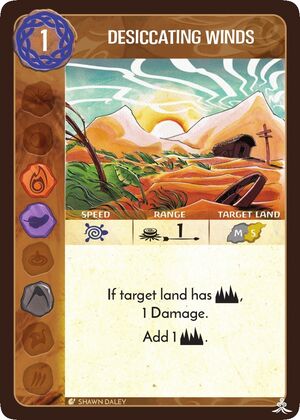 1
DESICCATING WINDS
SPEED RANGE TARGET LAND
1 M S
If target land has
1 Damage.
Add 1 .
SHAWN DALEY